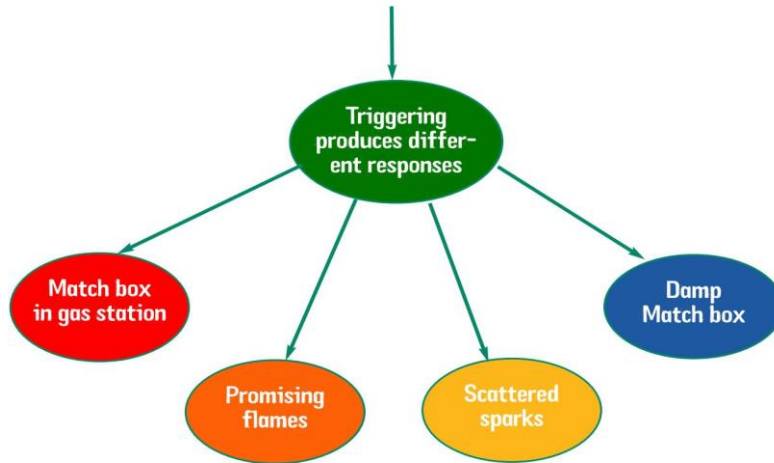 Triggering
produces differ-
ent responses
Match box
in gas station
Damp
Match box
Promising
flames
Scattered
sparks